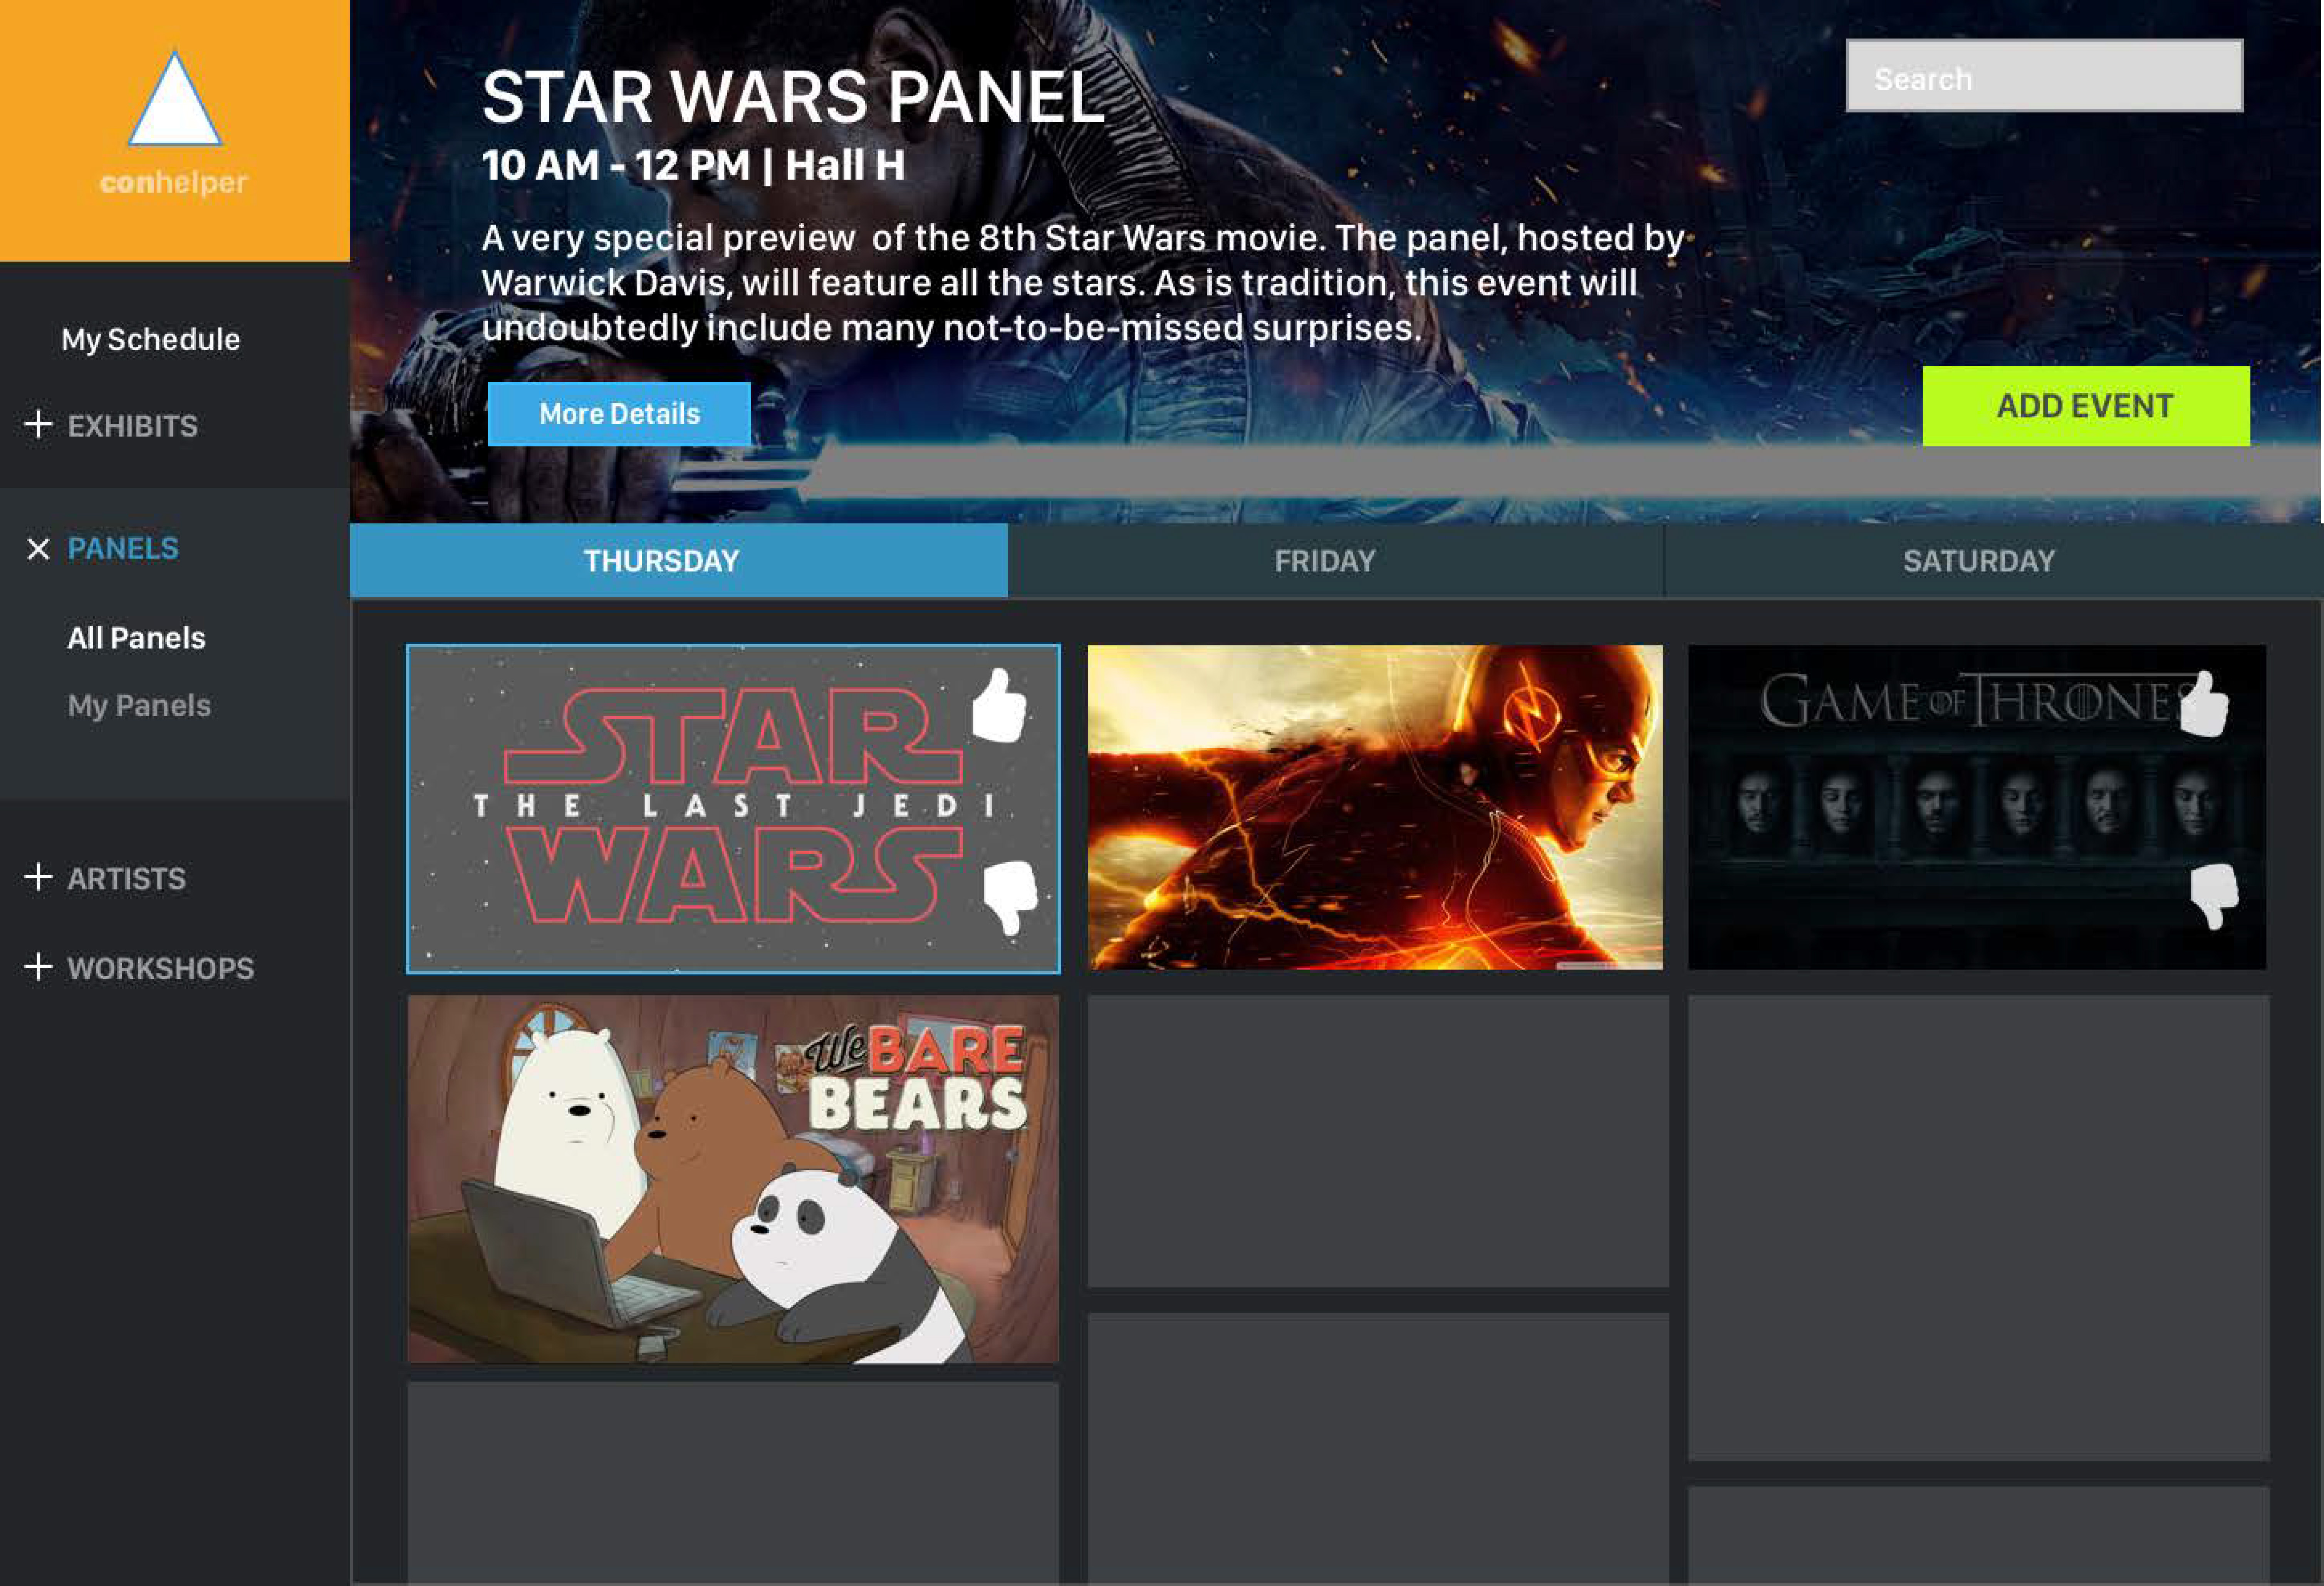 conhelper
My Schedule
+ EXHIBITS
× PANELS
All Panels
My Panels
+ ARTISTS
+ WORKSHOPS
STAR WARS PANEL
10 AM - 12 PM | Hall H
A very special preview of the 8th Star Wars movie. The panel, hosted by
Warwick Davis, will feature all the stars. As is tradition, this event will
undoubtedly include many not-to-be-missed surprises.
More Details
Search
ADD EVENT
THURSDAY
FRIDAY
SATURDAY
STAR
THE LAST JEDI
WARS
GAME OF THRONES
We BARE
BEARS